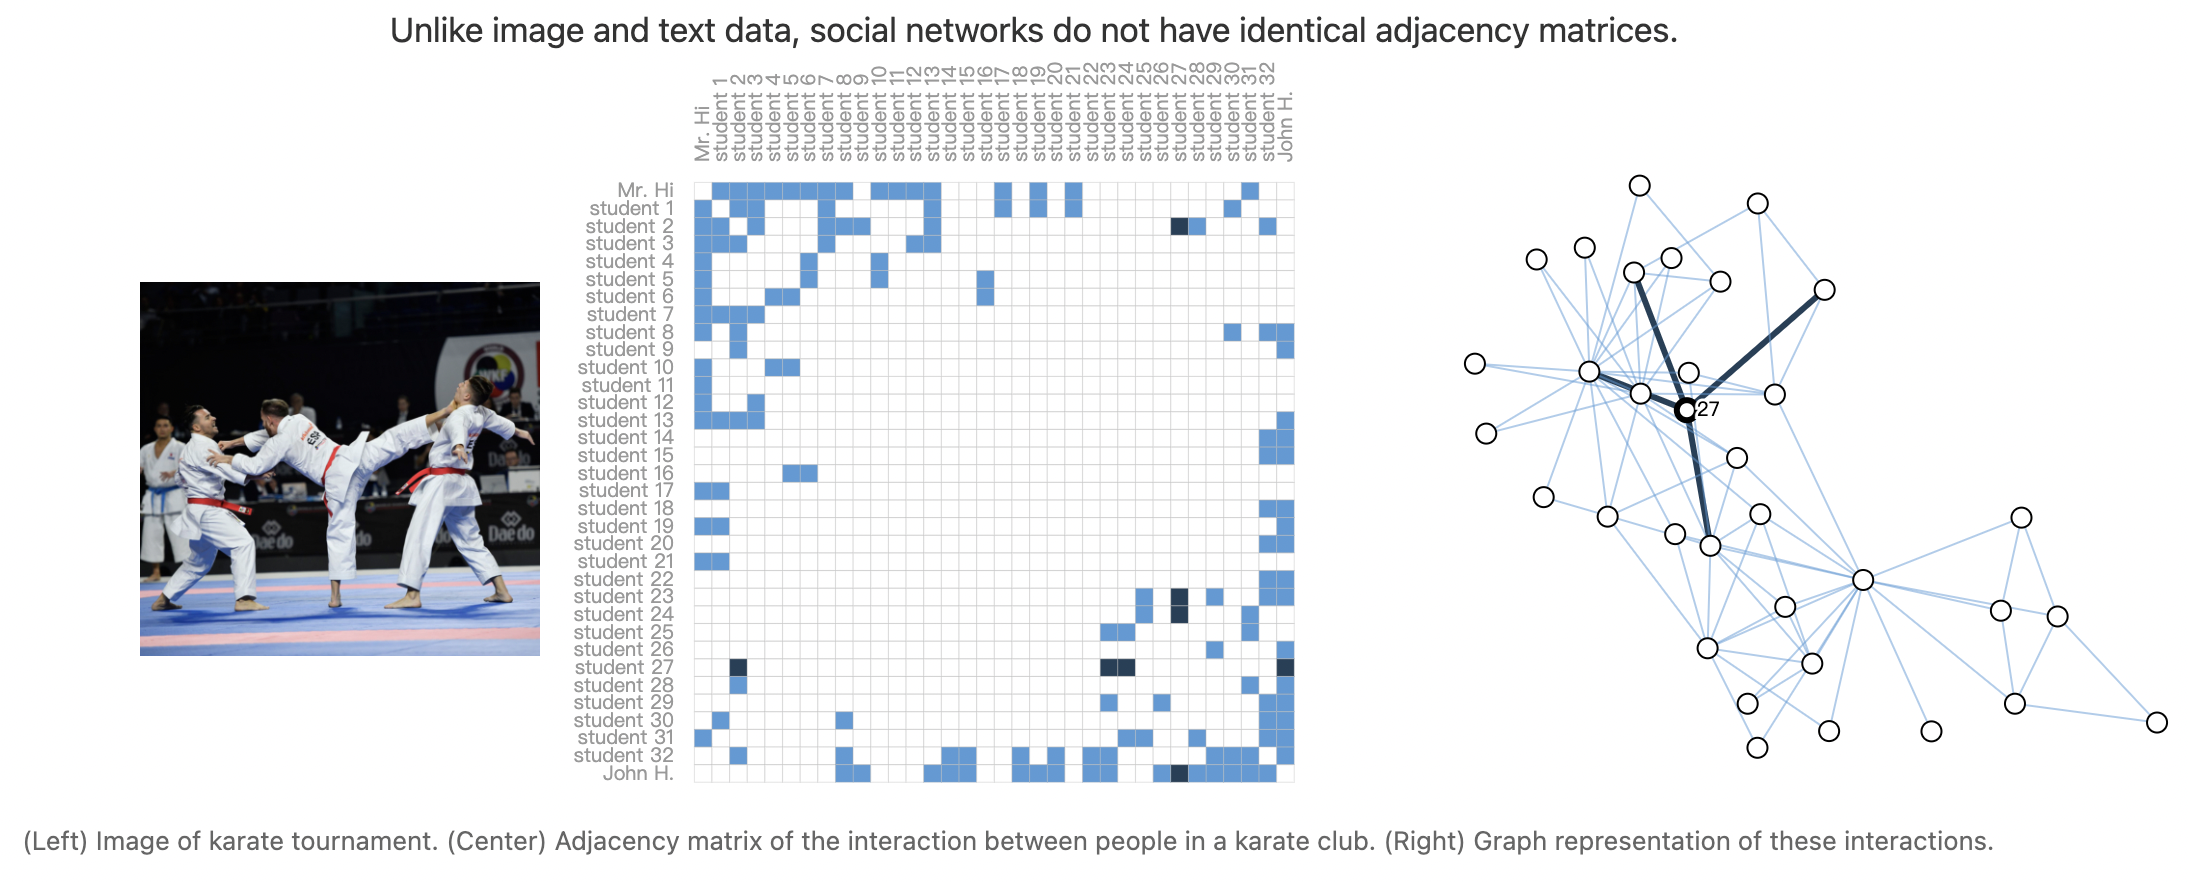 Unlike image and text data, social networks do not have identical adjacency matrices.
Mr. Hi
student 1
student 2
student 3
student 4
student 5
student 6
student 7
student 8
student 9
student 10
student 11
student 12
student 13
student 14
student 15
student 16
student 17
student 18
student 19
student 20
student 21
student 22
student 23
student 24
student 25
student 26
student 27
student 28
student 29
student 30
student 31
student 32
John H.
Mr. Hi
student 1
student 2
student 3
student 4
student 5
student 6
student 7
student 8
student 9
student 10
student 11
student 12
student 13
student 14
student 15
student 16
student 17
student 18
student 19
student 20
student 21
student 22
student 23
student 24
student 25
student 26
student 27
student 28
student 29
student 30
student 31
student 32
John H.
27
WKF
ESP
Daedo
Daedo
(Left) Image of karate tournament. (Center) Adjacency matrix of the interaction between people in a karate club. (Right) Graph representation of these interactions.